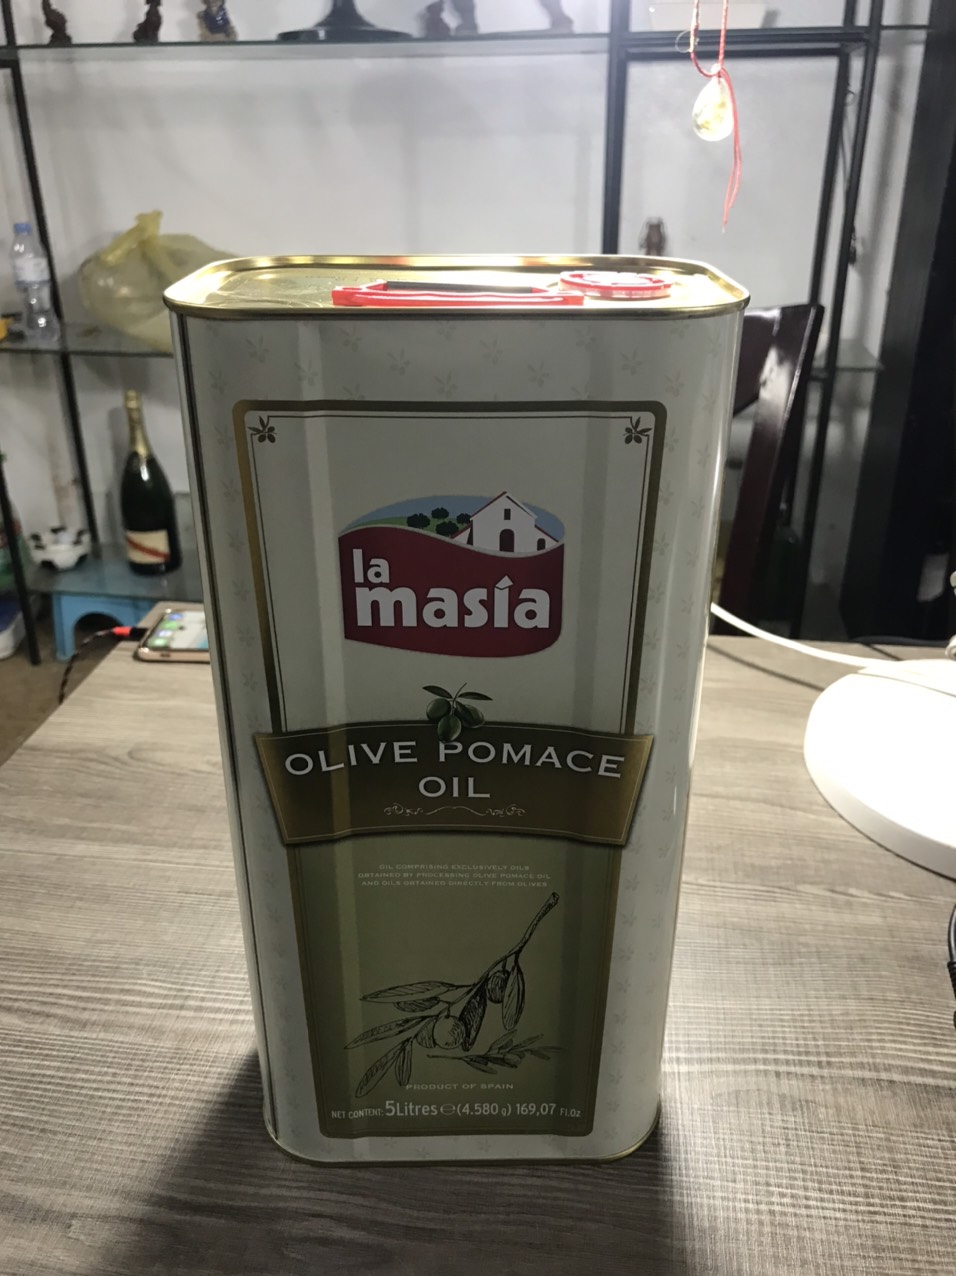 la
masía
OLIVE POMACE
OIL
OIL COMPRISING EXCLUSIVELY OILS
OBTAINED BY PROCESSING OLIVE POMACE OIL
AND OILS OBTAINED DIRECTLY FROM OLIVES
PRODUCT OF SPAIN
NET CONTENT: 5Litres ℮ (4.580 g) 169,07 Fl.oz